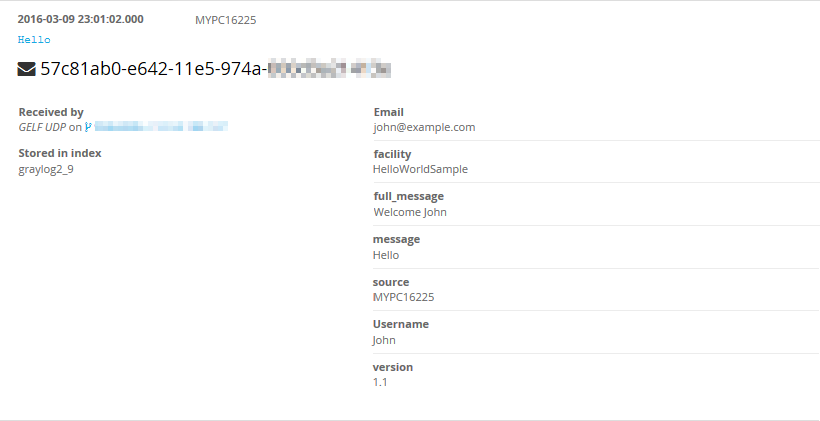 2016-03-09 23:01:02.000 MYPC16225
Hello
57c81ab0-e642-11e5-974a-
Received by
GELF UDP on
Stored in index
graylog2_9
Email
john@example.com
facility
HelloWorldSample
full_message
Welcome John
message
Hello
source
MYPC16225
Username
John
version
1.1